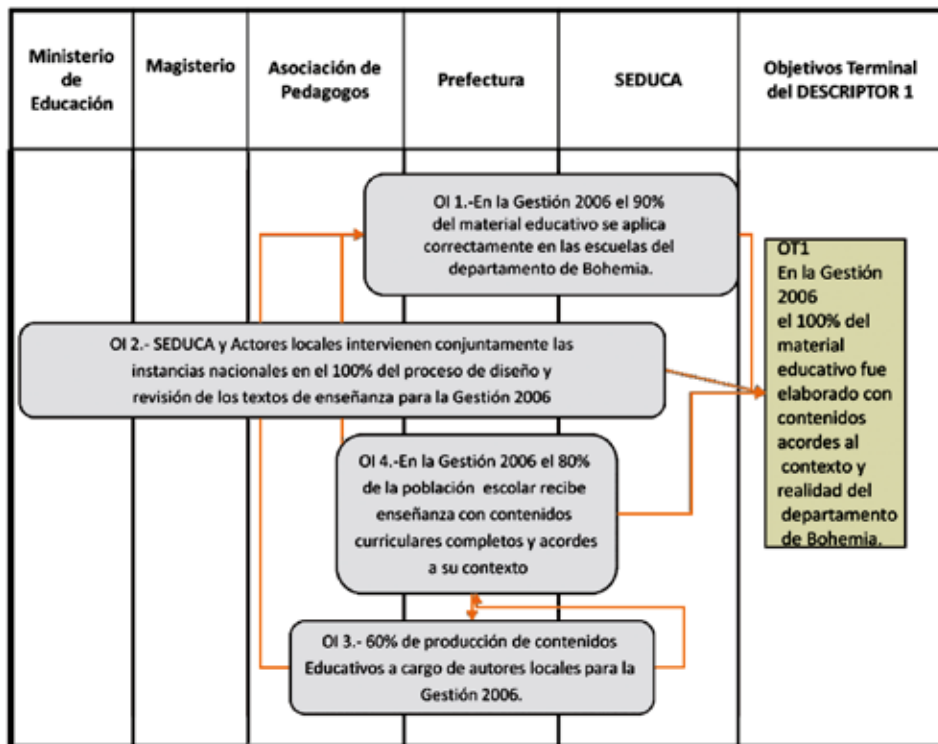 Ministerio
de
Educación
Magisterio
Asociación de
Pedagogos
Prefectura
SEDUCA
Objetivos Terminal
del DESCRIPTOR 1
OI 1.-En la Gestión 2006 el 90%
del material educativo se aplica
correctamente en las escuelas del
departamento de Bohemia.
OI 2.- SEDUCA y Actores locales intervienen conjuntamente las
instancias nacionales en el 100% del proceso de diseño y
revisión de los textos de enseñanza para la Gestión 2006
OI 4.-En la Gestión 2006 el 80%
de la población escolar recibe
enseñanza con contenidos
curriculares completos y acordes
a su contexto
OI 3.- 60% de producción de contenidos
Educativos a cargo de autores locales para la
Gestión 2006.
OT1
En la Gestión
2006
el 100% del
material
educativo fue
elaborado con
contenidos
acordes al
contexto y
realidad del
departamento
de Bohemia.